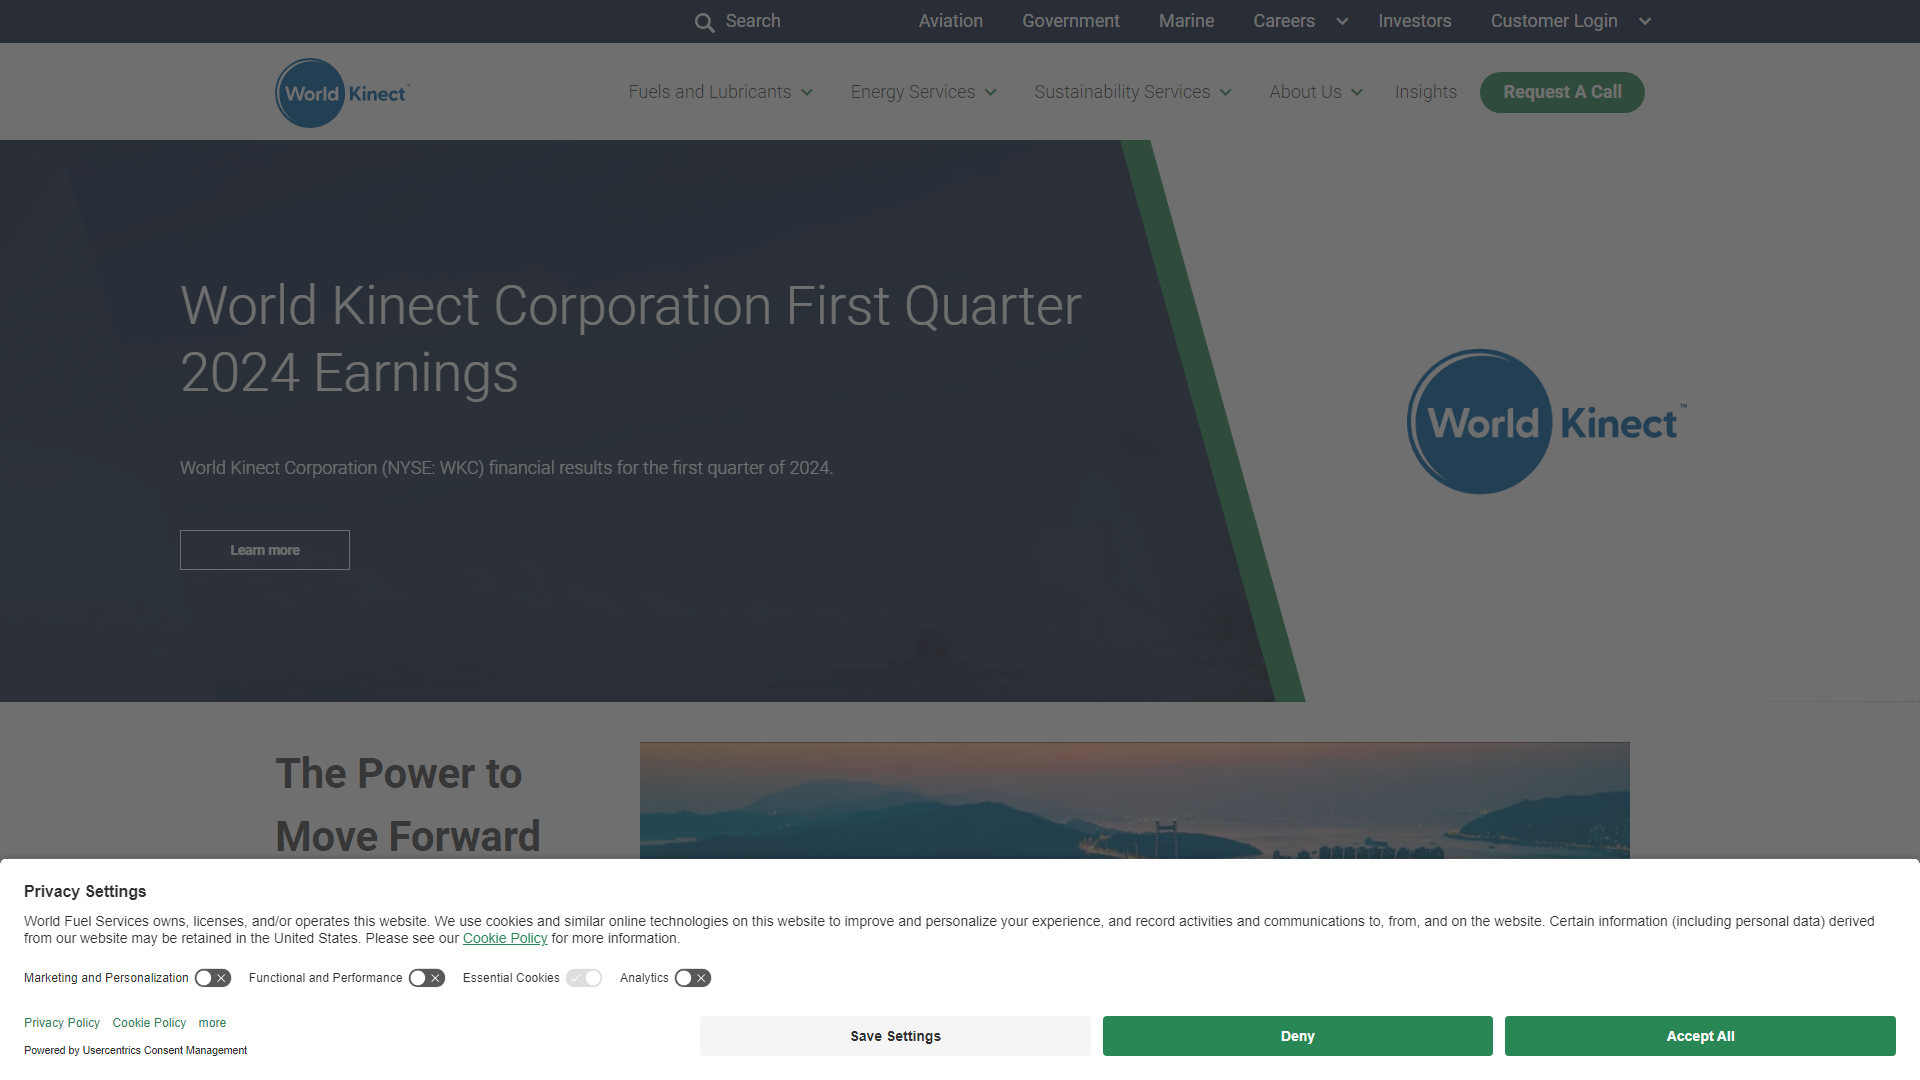 Search
Aviation
Government
Marine
Careers
Investors
Customer Login
World Kinect™
Fuels and Lubricants
Energy Services
Sustainability Services
About Us
Insights
Request A Call
World Kinect Corporation First Quarter
2024 Earnings
World Kinect Corporation (NYSE: WKC) financial results for the first quarter of 2024.
Learn more
World Kinect™
The Power to
Move Forward
Privacy Settings
World Fuel Services owns, licenses, and/or operates this website. We use cookies and similar online technologies on this website to improve and personalize your experience, and record activities and communications to, from, and on the website. Certain information (including personal data) derived
from our website may be retained in the United States. Please see our Cookie Policy for more information.
Marketing and Personalization
Functional and Performance
Essential Cookies
Analytics
Privacy Policy
Cookie Policy
more
Save Settings
Deny
Accept All
Powered by Usercentrics Consent Management